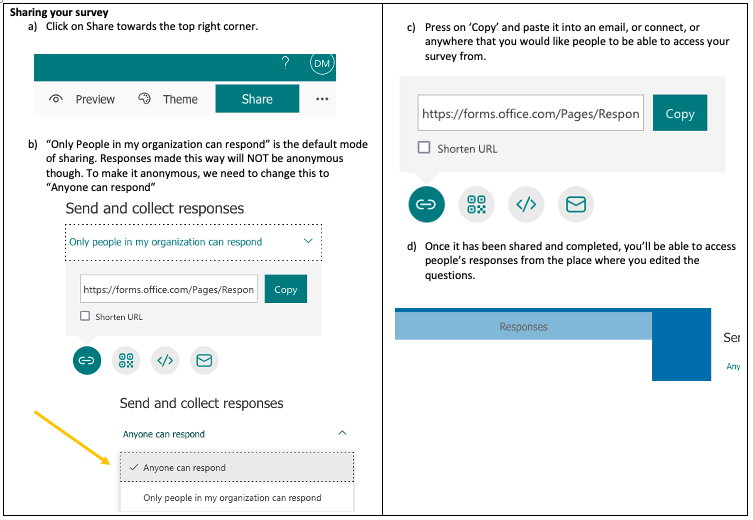 Sharing your survey
a) Click on Share towards the top right corner.
? DM
Preview Theme Share ...
b) “Only People in my organization can respond” is the default mode
of sharing. Responses made this way will NOT be anonymous
though. To make it anonymous, we need to change this to
“Anyone can respond”
Send and collect responses
Only people in my organization can respond
https://forms.office.com/Pages/Respon Copy
Shorten URL
</>
Send and collect responses
Anyone can respond
Anyone can respond
Only people in my organization can respond
c) Press on ‘Copy’ and paste it into an email, or connect, or
anywhere that you would like people to be able to access your
survey from.
https://forms.office.com/Pages/Respon Copy
Shorten URL
</>
d) Once it has been shared and completed, you’ll be able to access
people’s responses from the place where you edited the
questions.
Responses
Ser
Any